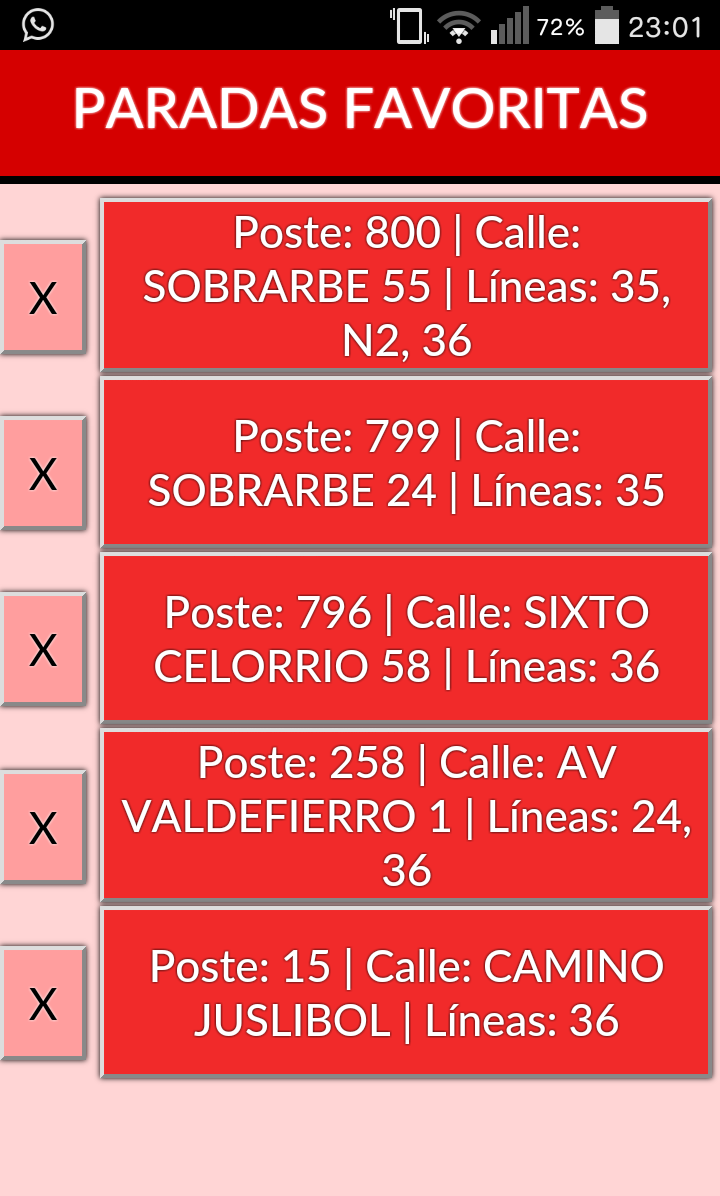 72% 23:01
PARADAS FAVORITAS
Poste: 800 | Calle:
SOBRARBE 55 | Líneas: 35,
N2, 36
X
Poste: 799 | Calle:
SOBRARBE 24 | Líneas: 35
X
Poste: 796 | Calle: SIXTO
CELORRIO 58 | Líneas: 36
X
Poste: 258 | Calle: AV
VALDEFIERRO 1 | Líneas: 24,
36
X
Poste: 15 | Calle: CAMINO
JUSLIBOL | Líneas: 36
X